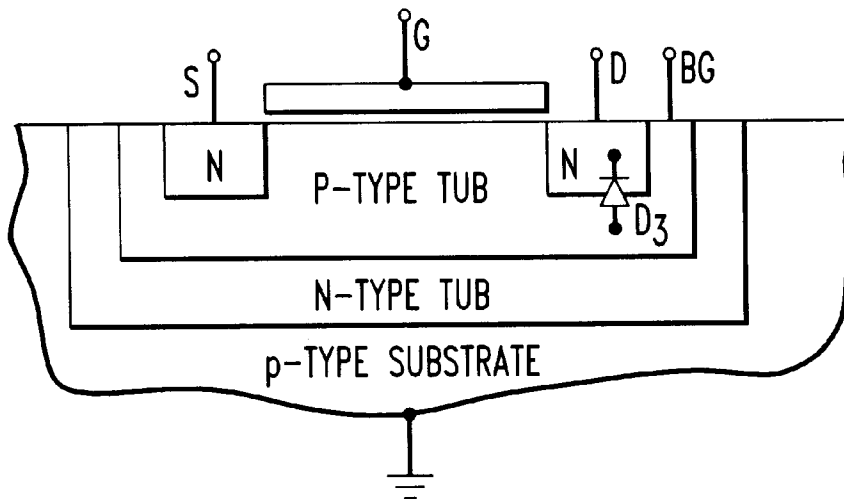 G
S
D
BG
N
P-TYPE TUB
N
D3
N-TYPE TUB
p-TYPE SUBSTRATE